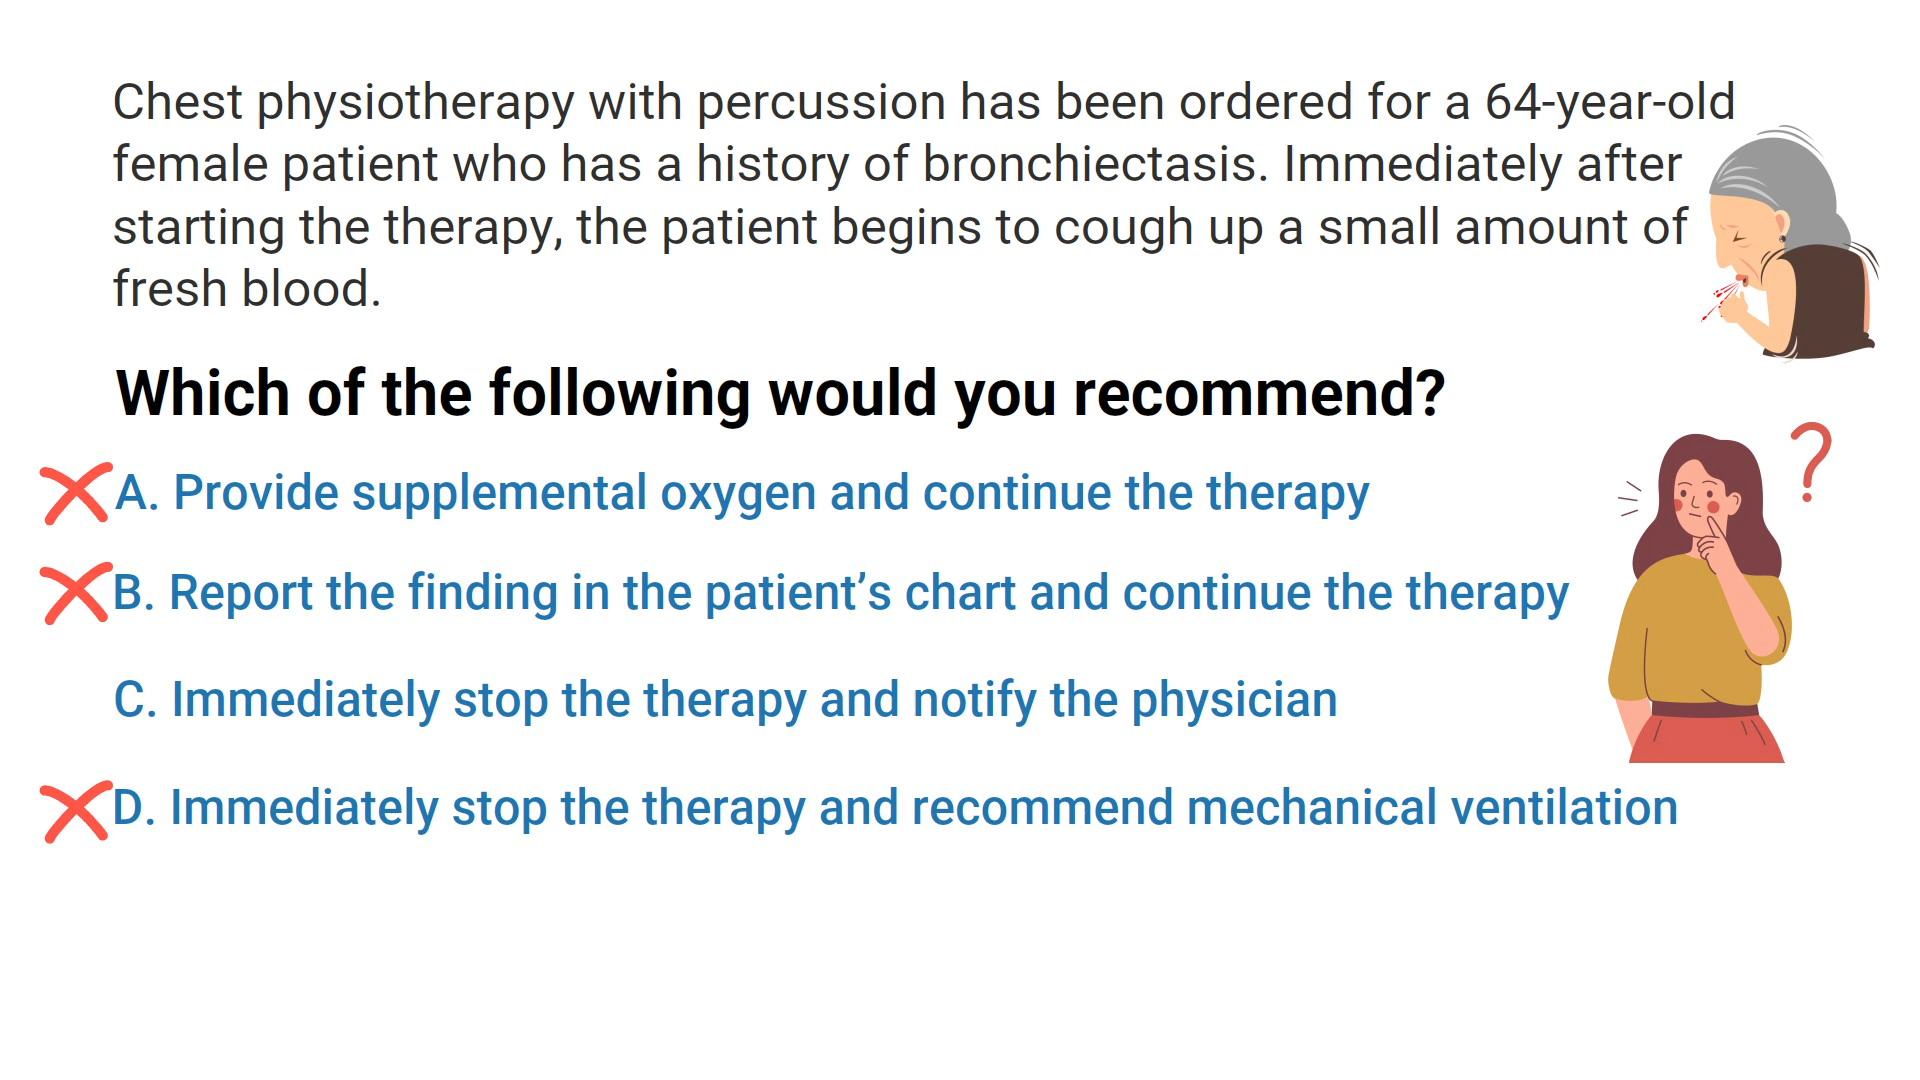 Chest physiotherapy with percussion has been ordered for a 64-year-old
female patient who has a history of bronchiectasis. Immediately after
starting the therapy, the patient begins to cough up a small amount of
fresh blood.
Which of the following would you recommend?
A. Provide supplemental oxygen and continue the therapy
B. Report the finding in the patient’s chart and continue the therapy
C. Immediately stop the therapy and notify the physician
D. Immediately stop the therapy and recommend mechanical ventilation